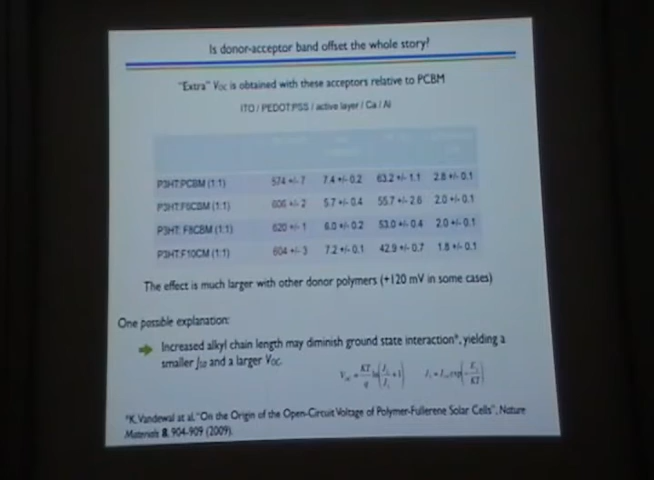 Is donor-acceptor band offset the whole story?
"Extra" Voc is obtained with these acceptors relative to PCBM
ITO / PEDOT:PSS / active layer / Ca / Al
P3HT:PCBM (1:1) 574 +/- 7 7.4 +/- 0.2 63.2 +/- 1.1 2.8 +/- 0.1
(1:1) 606 +/- 2 5.7 +/- 0.4 55.7 +/- 2.6 2.0 +/- 0.1
P3HT: F8CBM (1:1) 620 +/- 1 6.0 +/- 0.2 53.0 +/- 0.4 2.0 +/- 0.1
P3HT:F10CM (1:1) 604 +/- 3 7.2 +/- 0.1 42.9 +/- 0.7 1.8 +/- 0.1
The effect is much larger with other donor polymers (+120 mV in some cases)
One possible explanation:
Increased alkyl chain length may diminish ground state interaction*, yielding a
smaller and a larger Voc.
*K. Vandewal et al. "On the Origin of the Open-Circuit Voltage of Polymer-Fullerene Solar Cells", Nature
Materials 8, 904-909 (2009).